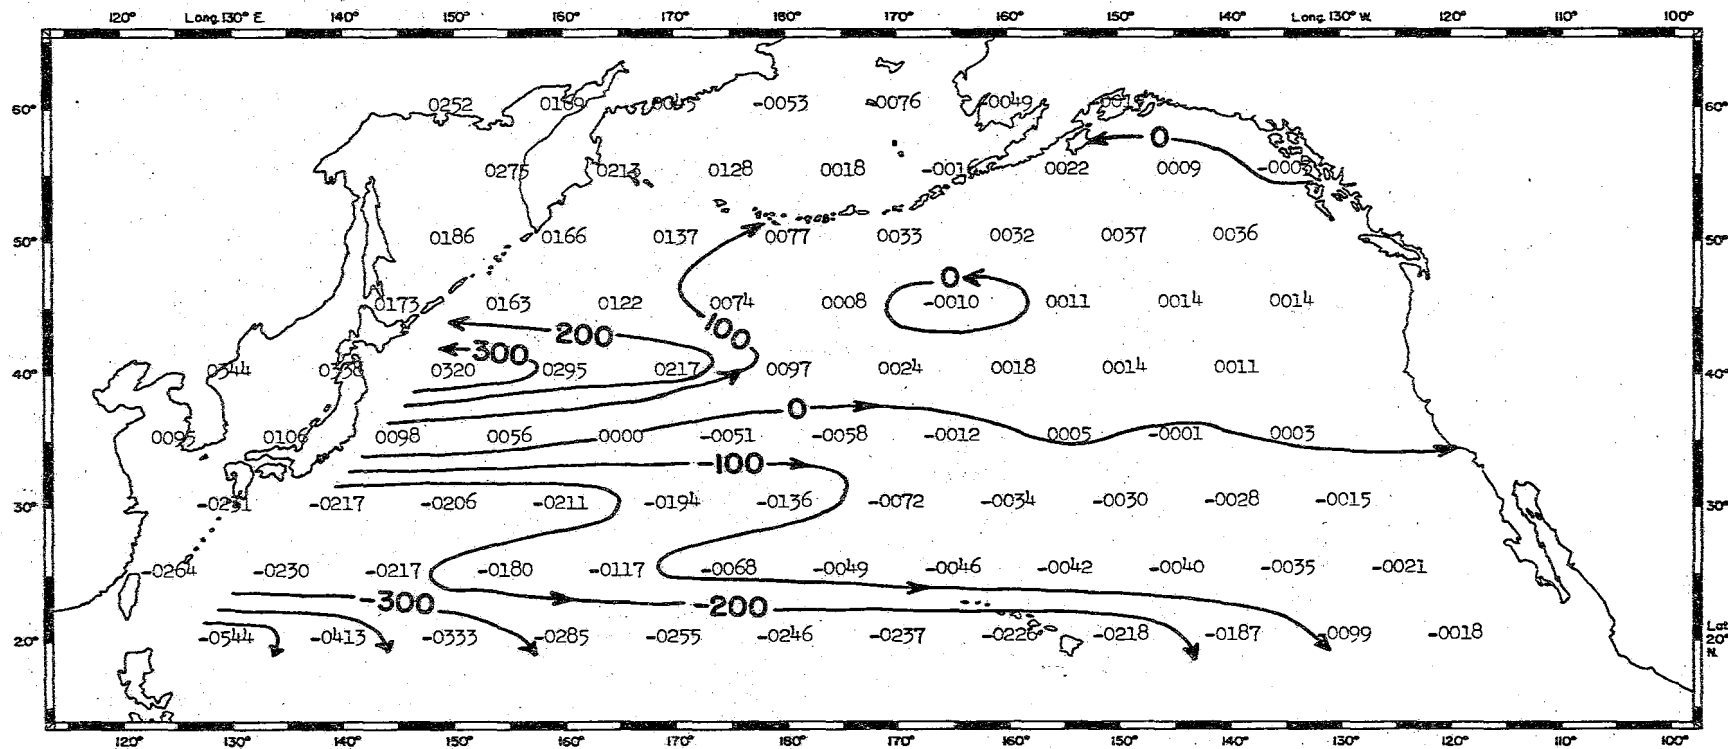 120° Long. 130° E. 140° 150° 160° 170° 180° 170° 160° 150° 140° Long. 130° W. 120° 110° 100°
60° 0252 0189 -0053 -0076 -0049 60°
0
0275 0213 0128 0018 -0016 0022 0009 -0005
50° 0186 0166 0137 0077 0033 0032 0037 0036 50°
0
0173 0163 0122 0074 0008 -0010 0011 0014 0014
200 100
300
40° 0344 0338 0320 0295 0217 0097 0024 0018 0014 0011 40°
0
0095 0106 0098 0056 0000 -0051 -0058 -0012 0005 -0001 0003
-100
30° -0217 -0206 -0211 -0194 -0136 -0072 -0034 -0030 -0028 -0015 30°
-0264 -0230 -0217 -0180 -0117 -0068 -0049 -0046 -0042 -0040 -0035 -0021
-300 -200
20° -0544 -0413 -0333 -0285 -0255 -0246 -0237 -0226 -0218 -0187 -0099 -0018 Lat. 20° N.
120° 130° 140° 150° 160° 170° 180° 170° 160° 150° 140° 130° 120° 110° 100°